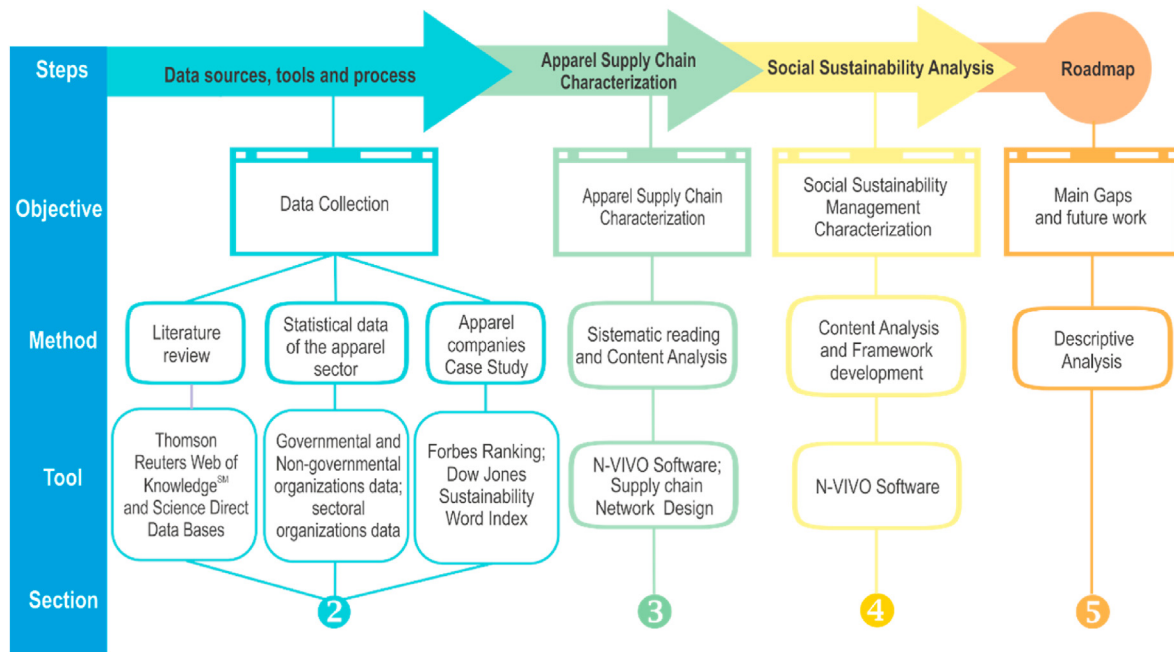 Steps
Data sources, tools and process
Apparel Supply Chain
Characterization
Social Sustainability Analysis
Roadmap
Objective
Data Collection
Apparel Supply Chain
Characterization
Social Sustainability
Management
Characterization
Main Gaps
and future work
Method
Literature
review
Statistical data
of the apparel
sector
Apparel
companies
Case Study
Sistematic reading
and Content Analysis
Content Analysis
and Framework
development
Descriptive
Analysis
Tool
Thomson
Reuters Web of
Knowledge℠
and Science Direct
Data Bases
Governmental and
Non-governmental
organizations data;
sectoral
organizations data
Forbes Ranking;
Dow Jones
Sustainability
Word Index
N-VIVO Software;
Supply chain
Network Design
N-VIVO Software
Section
2
3
4
5